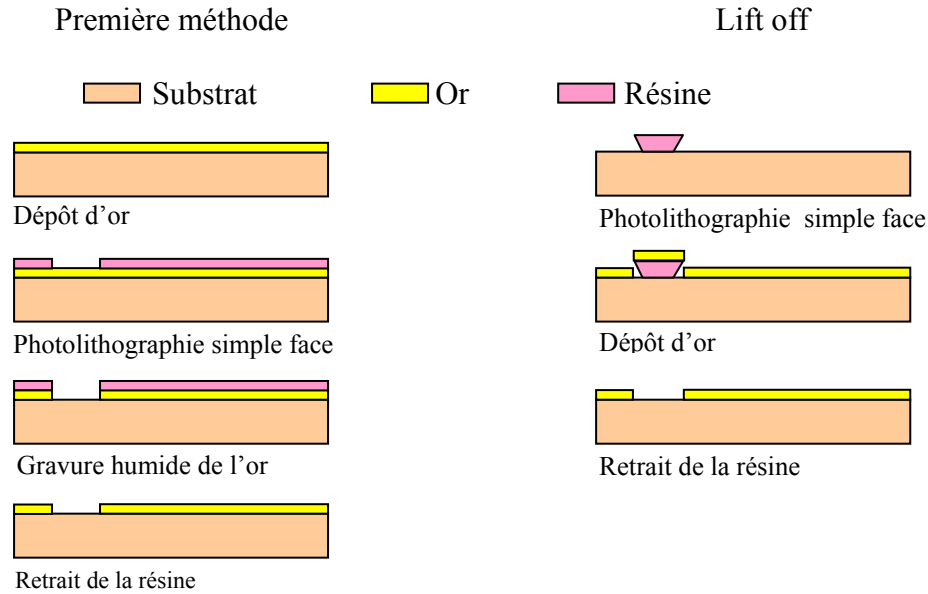 Première méthode
Lift off
Substrat
Or
Résine
Dépôt d’or
Photolithographie simple face
Gravure humide de l’or
Retrait de la résine
Photolithographie simple face
Dépôt d’or
Retrait de la résine